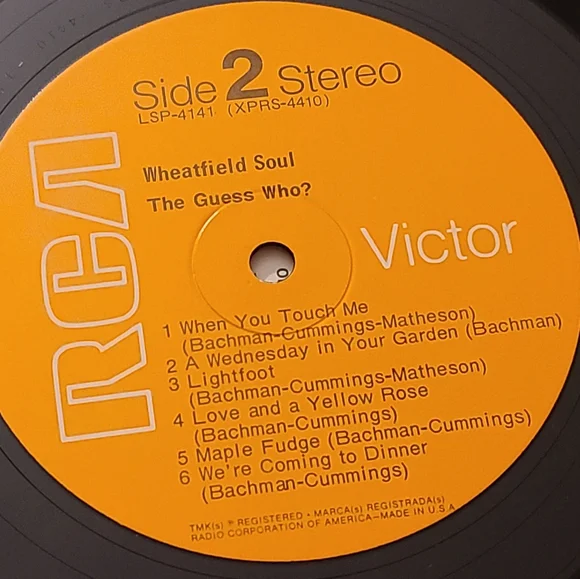 Side 2 Stereo
LSP-4141 (XPRS-4410)
Wheatfield Soul
The Guess Who?
RCA
Victor
1 When You Touch Me
(Bachman-Cummings-Matheson)
2 A Wednesday in Your Garden (Bachman)
3 Lightfoot
(Bachman-Cummings-Matheson)
4 Love and a Yellow Rose
(Bachman-Cummings)
5 Maple Fudge (Bachman-Cummings)
6 We're Coming to Dinner
(Bachman-Cummings)
TMK(s) ® REGISTERED • MARCA(s) REGISTRADA(s)
RADIO CORPORATION OF AMERICA—MADE IN U.S.A.